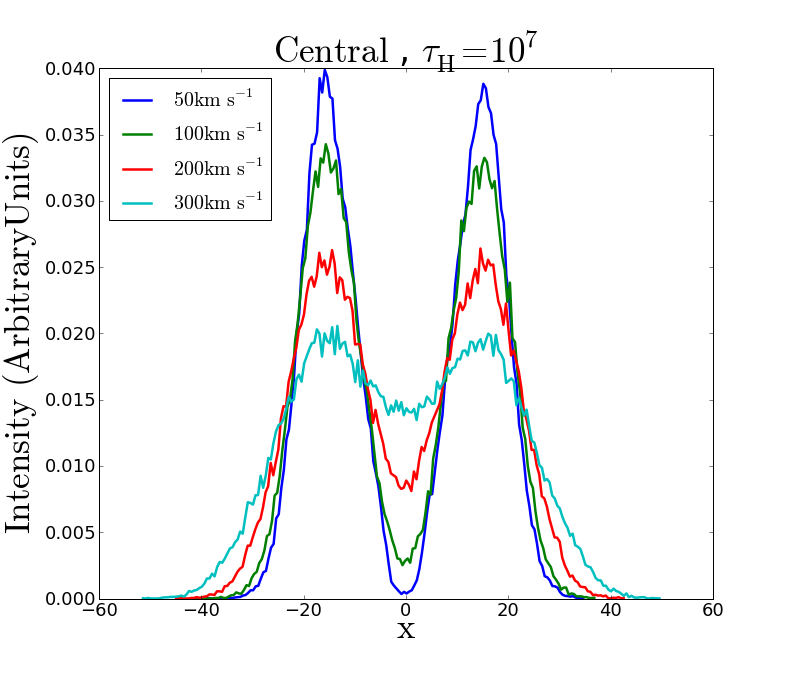 Central , τ_H=10^7
Intensity (ArbitraryUnits)
0.040
0.035
0.030
0.025
0.020
0.015
0.010
0.005
0.000
50km s^−1
100km s^−1
200km s^−1
300km s^−1
−60 −40 −20 0 20 40 60
x